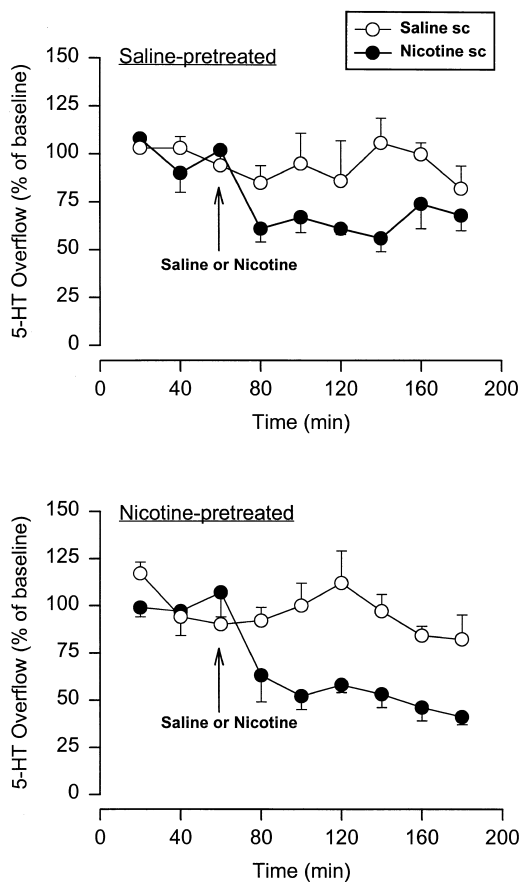 Saline sc
Nicotine sc
Saline-pretreated
150
125
100
75
50
25
0
5-HT Overflow (% of baseline)
Saline or Nicotine
0 40 80 120 160 200
Time (min)
Nicotine-pretreated
150
125
100
75
50
25
0
5-HT Overflow (% of baseline)
Saline or Nicotine
0 40 80 120 160 200
Time (min)